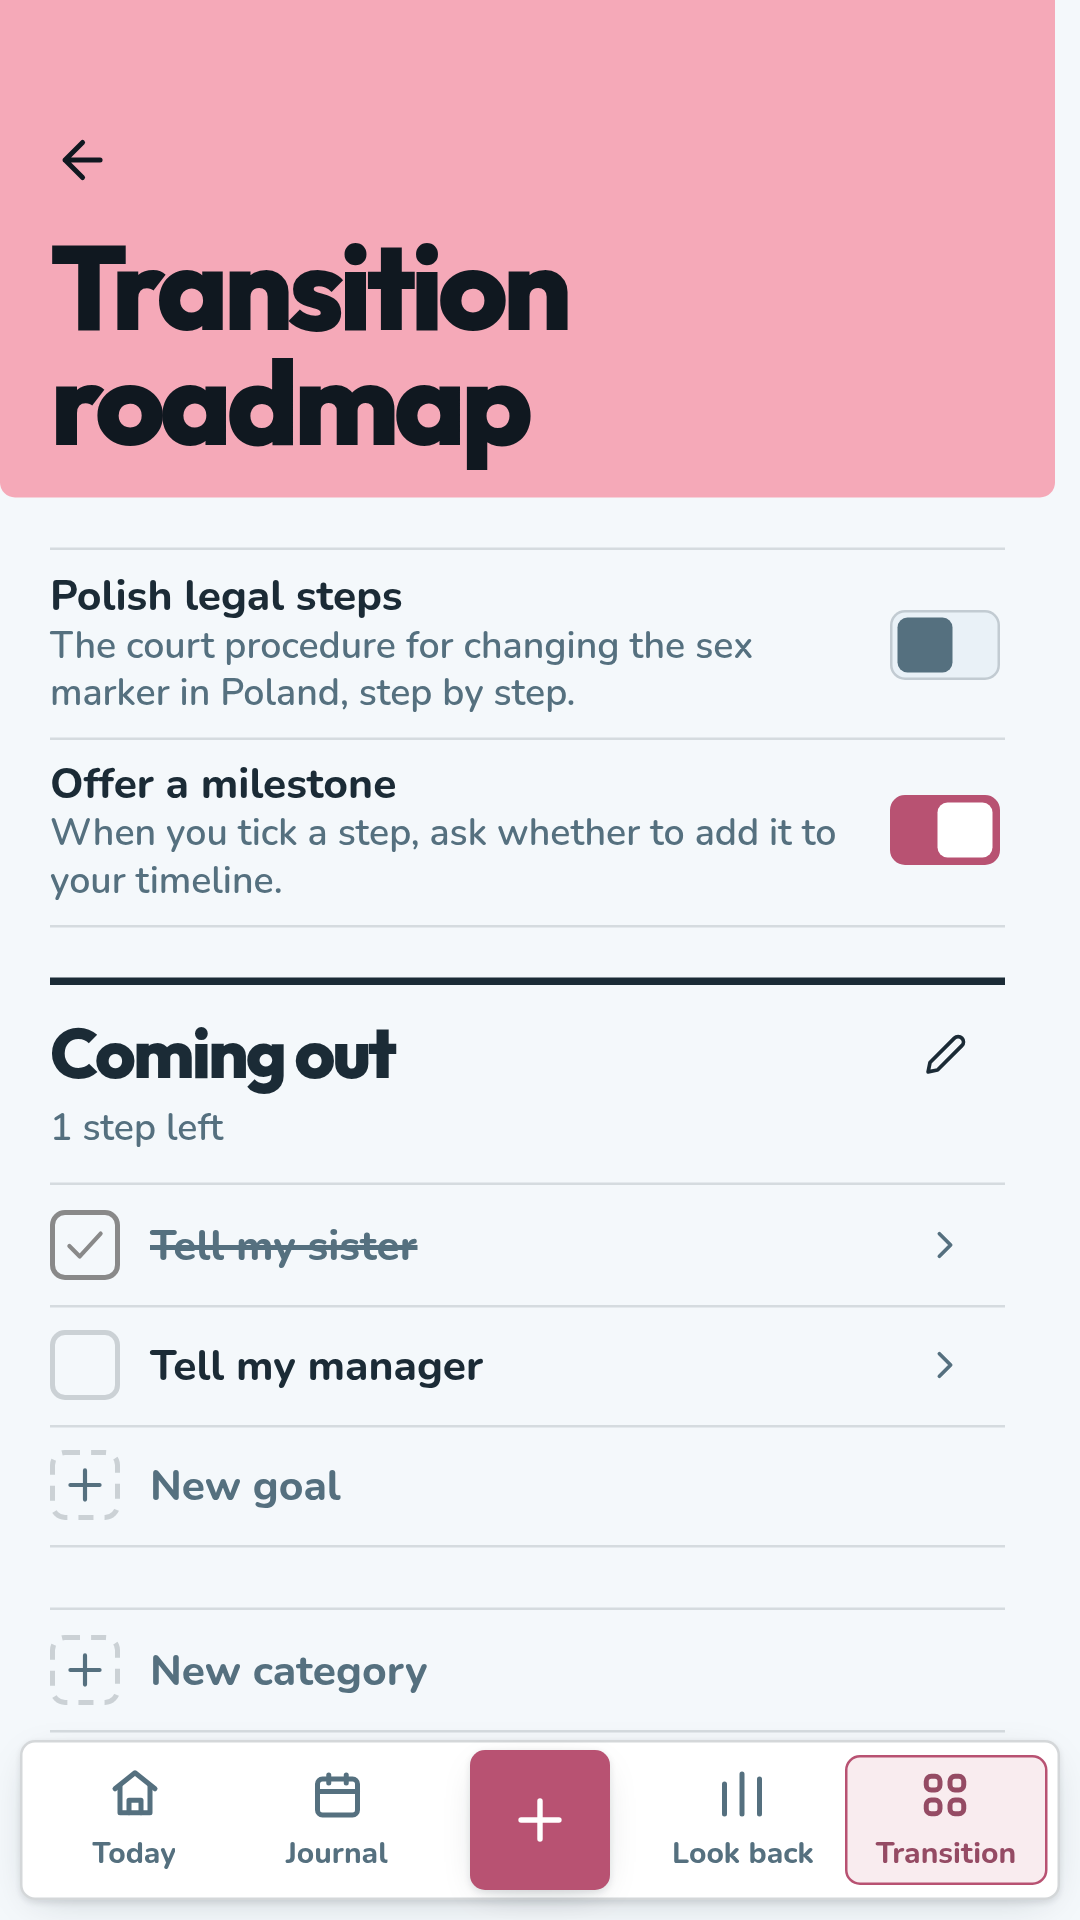 Transition
roadmap
Polish legal steps
The court procedure for changing the sex
marker in Poland, step by step.
Offer a milestone
When you tick a step, ask whether to add it to
your timeline.
Coming out
1 step left
Tell my sister
Tell my manager
New goal
New category
Today
Journal
Look back
Transition